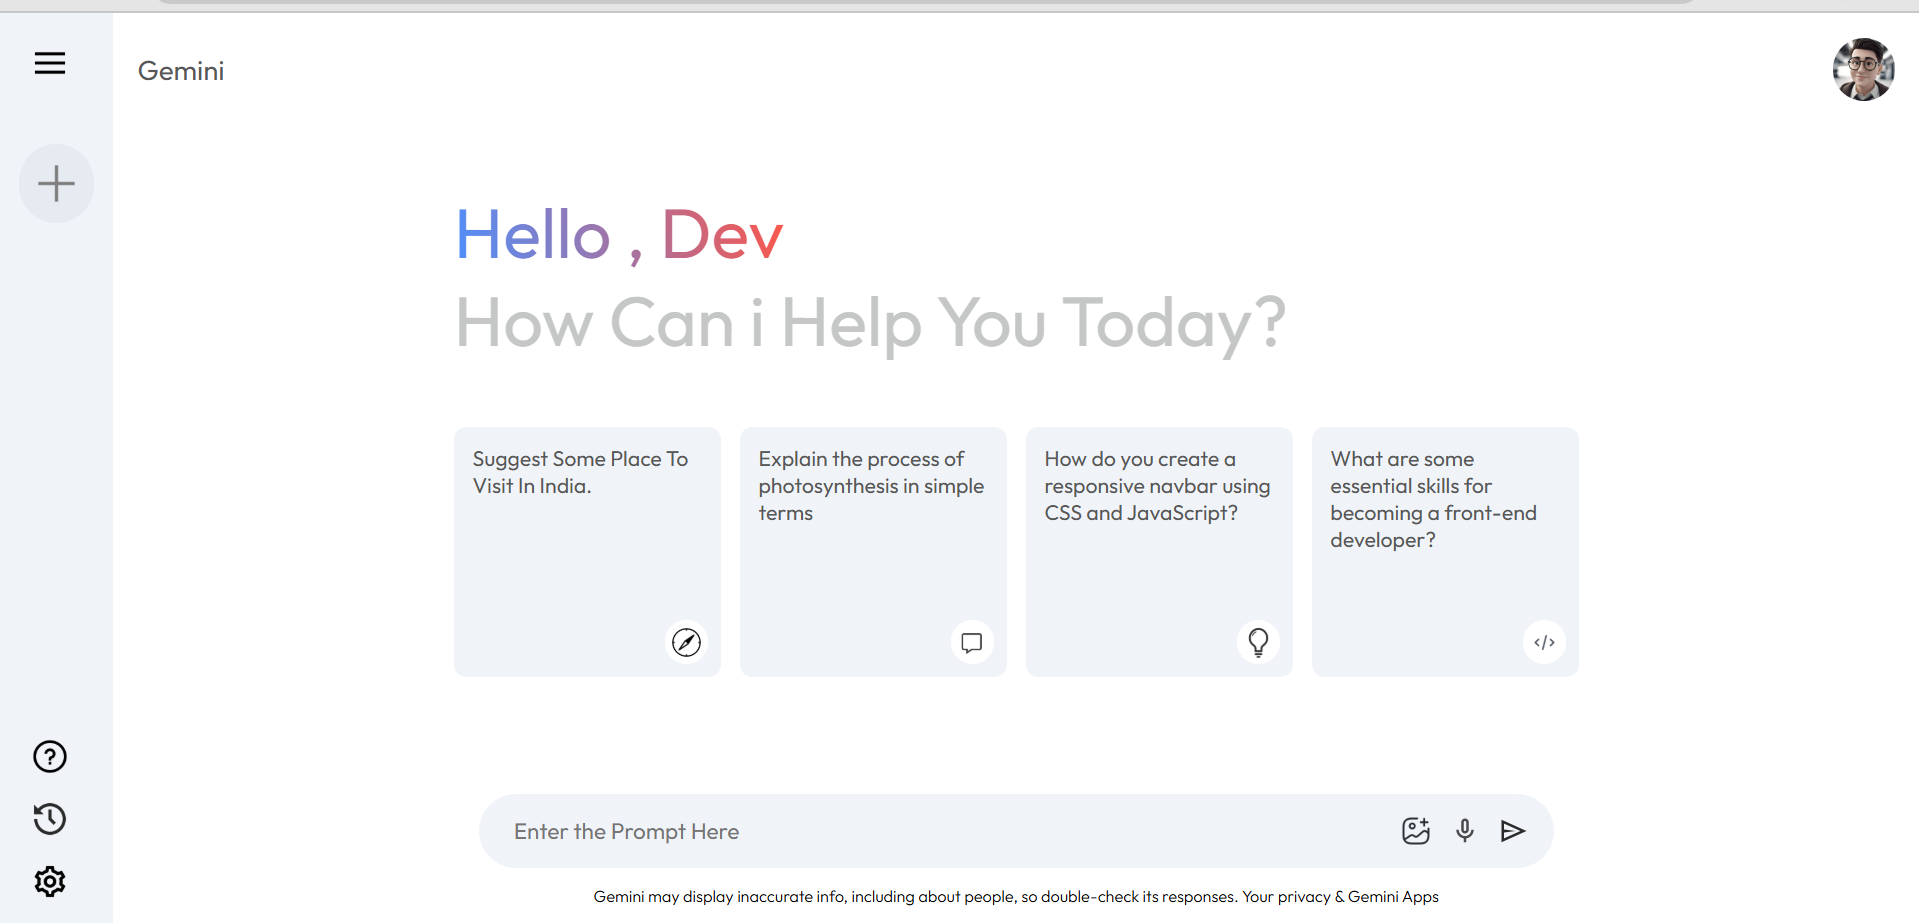 Gemini
Hello , Dev
How Can i Help You Today?
Suggest Some Place To
Visit In India.
Explain the process of
photosynthesis in simple
terms
How do you create a
responsive navbar using
CSS and JavaScript?
What are some
essential skills for
becoming a front-end
developer?
Enter the Prompt Here
Gemini may display inaccurate info, including about people, so double-check its responses. Your privacy & Gemini Apps